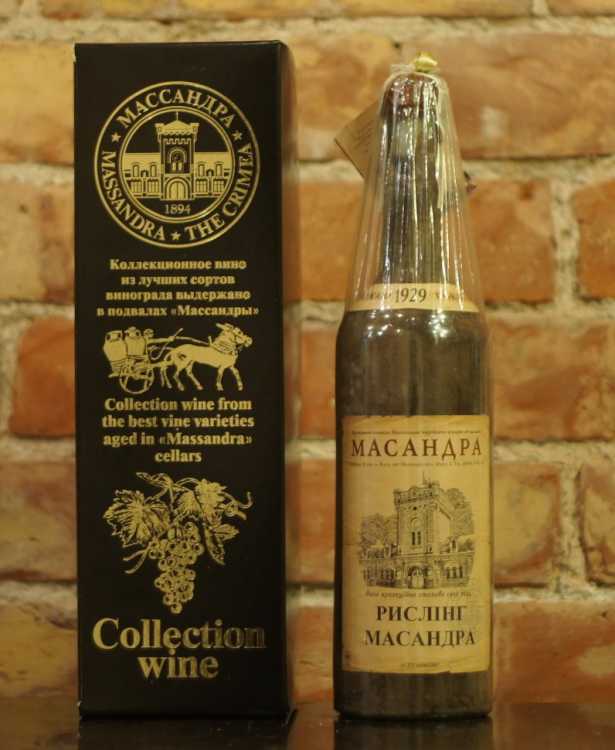 МАССАНДРА
MASSANDRA ★ THE CRIMEA
1894
Коллекционное вино
из лучших сортов
винограда выдержано
в подвалах «Массандры»
Collection wine from
the best vine varieties
aged in «Massandra»
cellars
Collection
wine
1929
МАСАНДРА
РИСЛІНГ
МАСАНДРА